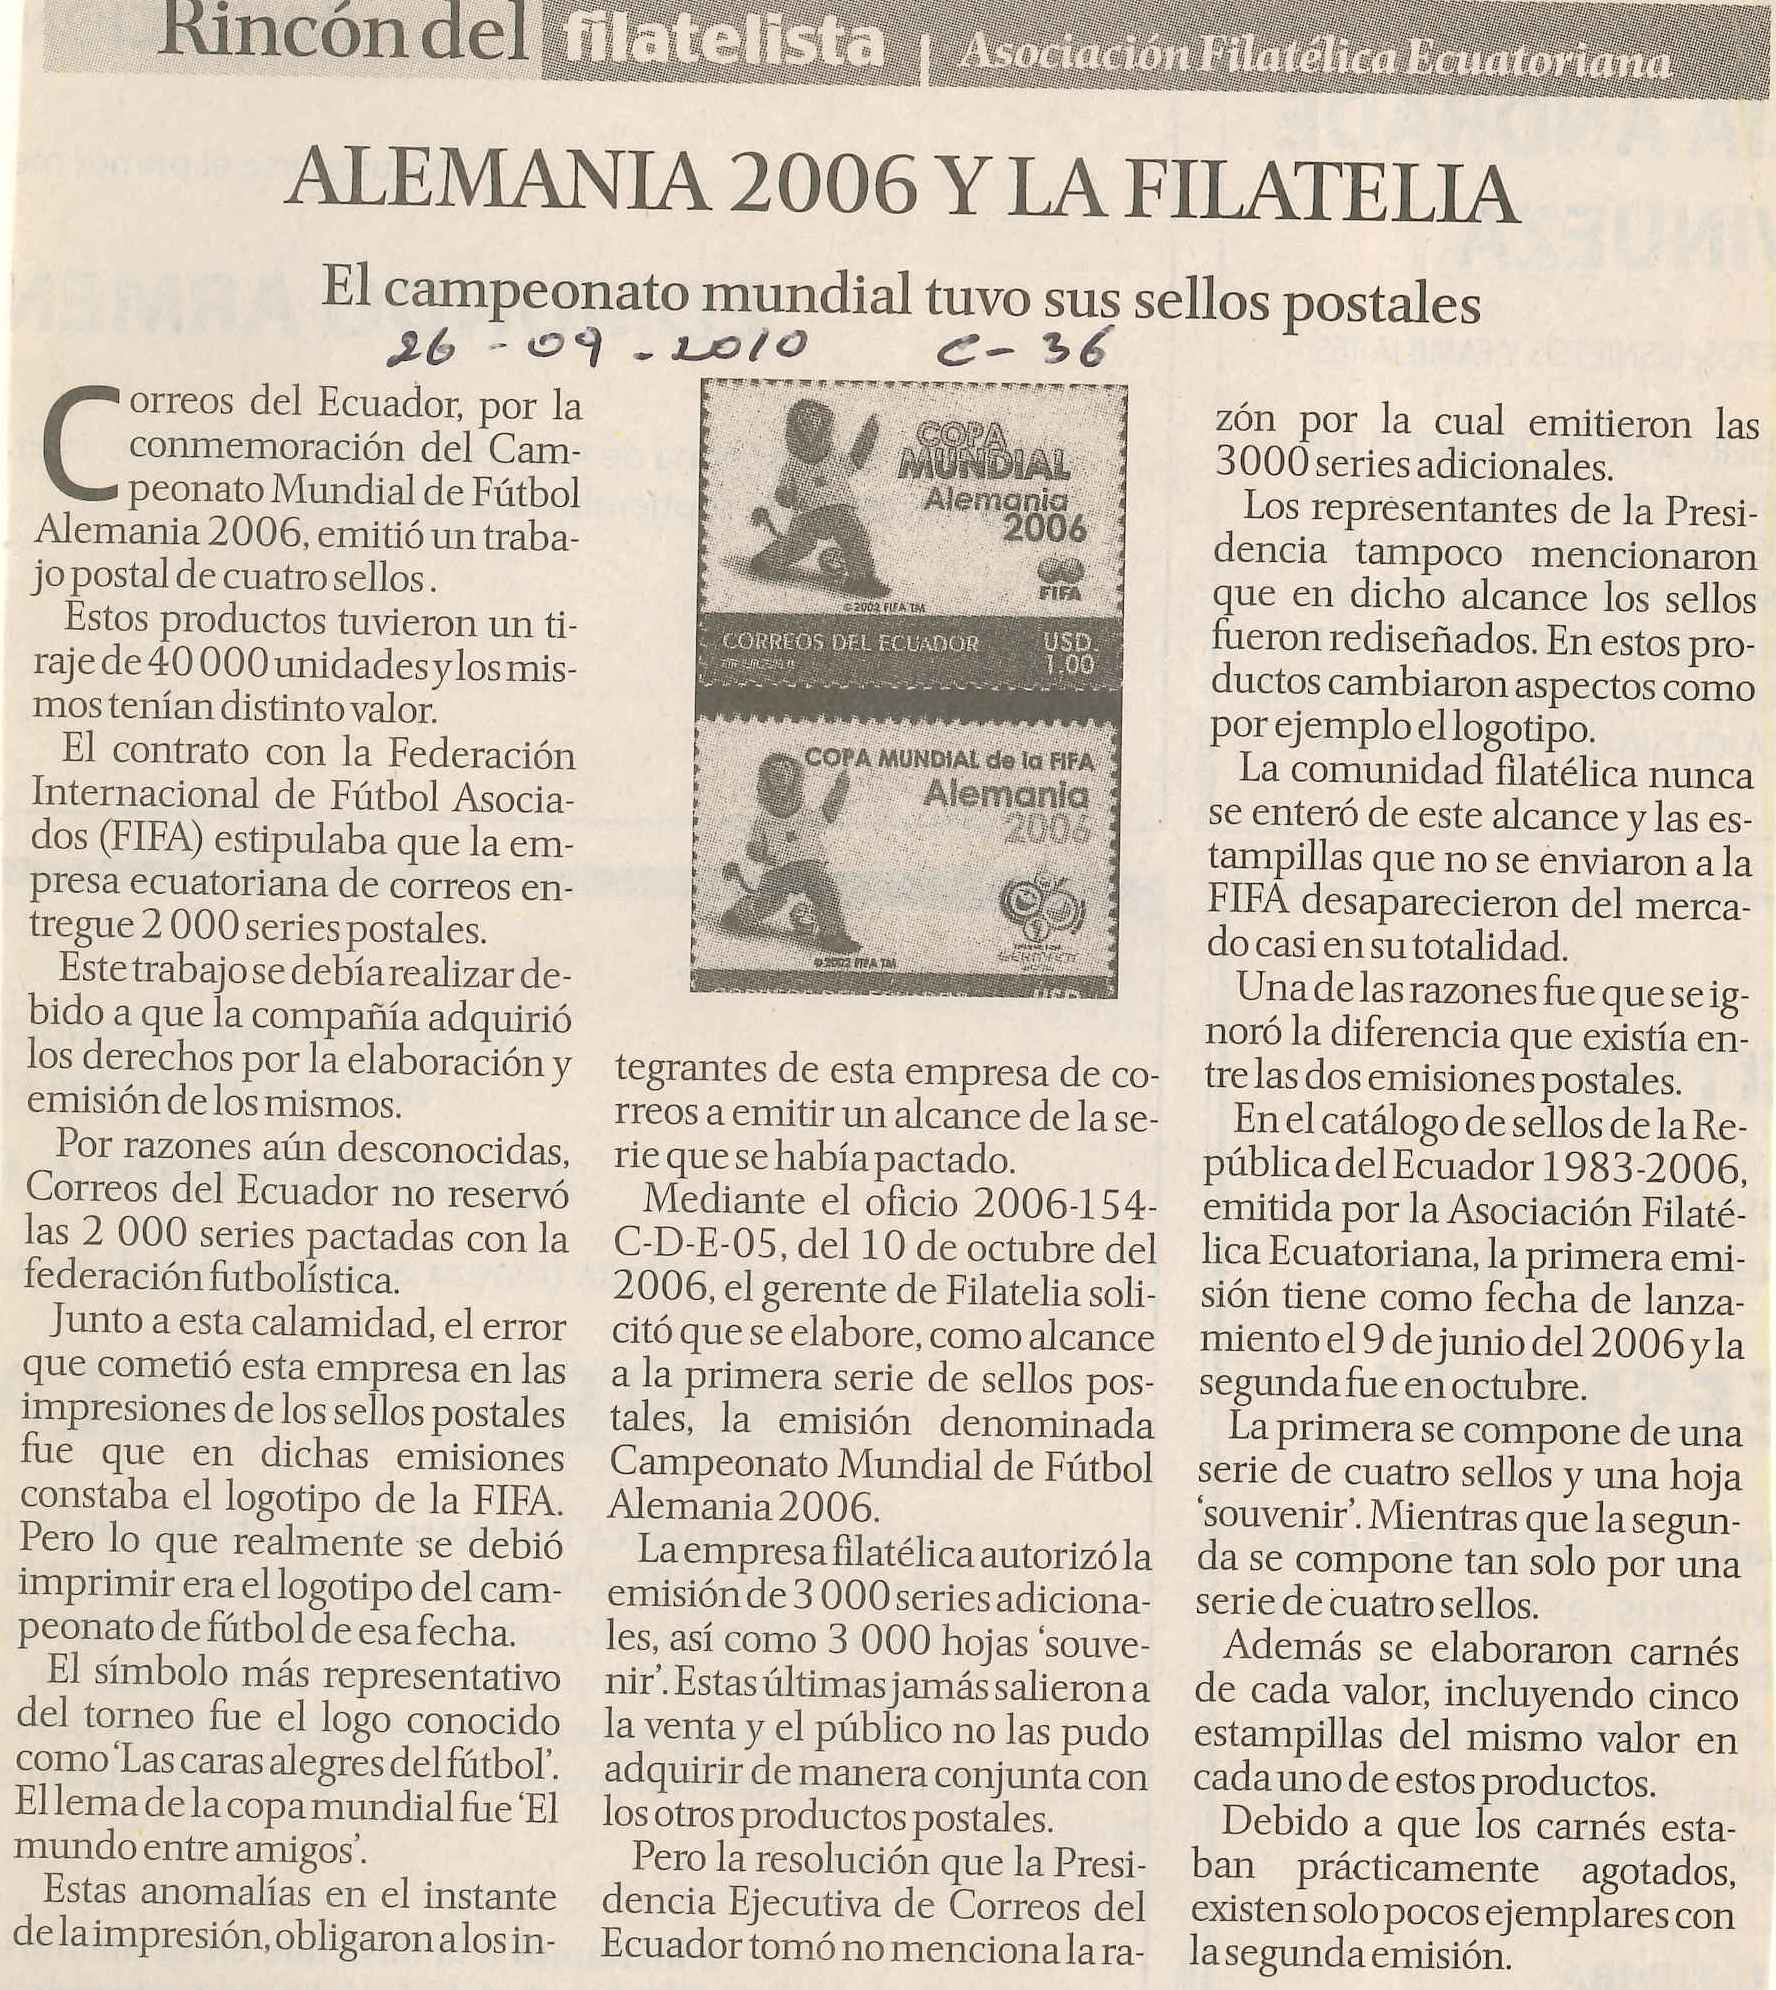 Rincón del filatelista | Asociación Filatélica Ecuatoriana
ALEMANIA 2006 Y LA FILATELIA
El campeonato mundial tuvo sus sellos postales
26 - 09 - 2010 C - 36
Correos del Ecuador, por la
conmemoración del Cam-
peonato Mundial de Fútbol
Alemania 2006, emitió un traba-
jo postal de cuatro sellos.
Estos productos tuvieron un ti-
raje de 40 000 unidades y los mis-
mos tenían distinto valor.
El contrato con la Federación
Internacional de Fútbol Asocia-
dos (FIFA) estipulaba que la em-
presa ecuatoriana de correos en-
tregue 2 000 series postales.
Este trabajo se debía realizar de-
bido a que la compañía adquirió
los derechos por la elaboración y
emisión de los mismos.
Por razones aún desconocidas,
Correos del Ecuador no reservó
las 2 000 series pactadas con la
federación futbolística.
Junto a esta calamidad, el error
que cometió esta empresa en las
impresiones de los sellos postales
fue que en dichas emisiones
constaba el logotipo de la FIFA.
Pero lo que realmente se debió
imprimir era el logotipo del cam-
peonato de fútbol de esa fecha.
El símbolo más representativo
del torneo fue el logo conocido
como 'Las caras alegres del fútbol'.
El lema de la copa mundial fue 'El
mundo entre amigos'.
Estas anomalías en el instante
de la impresión, obligaron a los in-
COPA
MUNDIAL
Alemania
2006
FIFA
© 2002 FIFA TM
CORREOS DEL ECUADOR USD.
1.00
COPA MUNDIAL de la FIFA
Alemania
2006
GERMANY
© 2002 FIFA TM
CORREOS DEL ECUADOR USD.
tegrantes de esta empresa de co-
rreos a emitir un alcance de la se-
rie que se había pactado.
Mediante el oficio 2006-154-
C-D-E-05, del 10 de octubre del
2006, el gerente de Filatelia soli-
citó que se elabore, como alcance
a la primera serie de sellos pos-
tales, la emisión denominada
Campeonato Mundial de Fútbol
Alemania 2006.
La empresa filatélica autorizó la
emisión de 3 000 series adiciona-
les, así como 3 000 hojas 'souve-
nir'. Estas últimas jamás salieron a
la venta y el público no las pudo
adquirir de manera conjunta con
los otros productos postales.
Pero la resolución que la Presi-
dencia Ejecutiva de Correos del
Ecuador tomó no menciona la ra-
zón por la cual emitieron las
3000 series adicionales.
Los representantes de la Presi-
dencia tampoco mencionaron
que en dicho alcance los sellos
fueron rediseñados. En estos pro-
ductos cambiaron aspectos como
por ejemplo el logotipo.
La comunidad filatélica nunca
se enteró de este alcance y las es-
tampillas que no se enviaron a la
FIFA desaparecieron del merca-
do casi en su totalidad.
Una de las razones fue que se ig-
noró la diferencia que existía en-
tre las dos emisiones postales.
En el catálogo de sellos de la Re-
pública del Ecuador 1983-2006,
emitida por la Asociación Filaté-
lica Ecuatoriana, la primera emi-
sión tiene como fecha de lanza-
miento el 9 de junio del 2006 y la
segunda fue en octubre.
La primera se compone de una
serie de cuatro sellos y una hoja
'souvenir'. Mientras que la segun-
da se compone tan solo por una
serie de cuatro sellos.
Además se elaboraron carnés
de cada valor, incluyendo cinco
estampillas del mismo valor en
cada uno de estos productos.
Debido a que los carnés esta-
ban prácticamente agotados,
existen solo pocos ejemplares con
la segunda emisión.